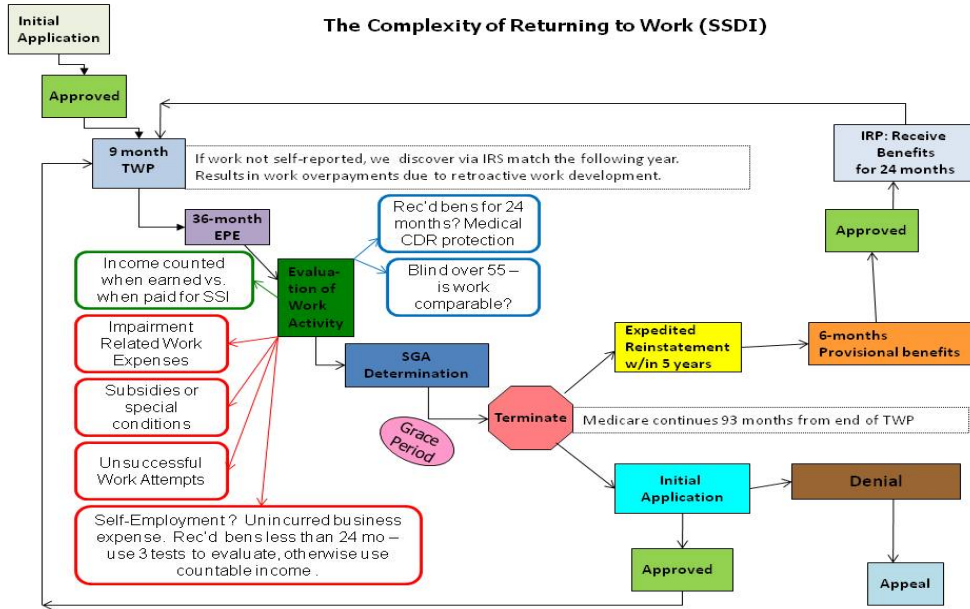 The Complexity of Returning to Work (SSDI)
Initial
Application
Approved
9 month
TWP
If work not self-reported, we discover via IRS match the following year.
Results in work overpayments due to retroactive work development.
IRP: Receive
Benefits
for 24 months
36-month
EPE
Rec'd bens for 24
months? Medical
CDR protection
Approved
Income counted
when earned vs.
when paid for SSI
Evalua-
tion of
Work
Activity
Blind over 55 –
is work
comparable?
Impairment
Related Work
Expenses
SGA
Determination
Expedited
Reinstatement
w/in 5 years
6-months
Provisional benefits
Subsidies or
special
conditions
Grace
Period
Terminate
Medicare continues 93 months from end of TWP
Unsuccessful
Work Attempts
Initial
Application
Denial
Self-Employment ? Unincurred business
expense. Rec'd bens less than 24 mo –
use 3 tests to evaluate, otherwise use
countable income .
Approved
Appeal